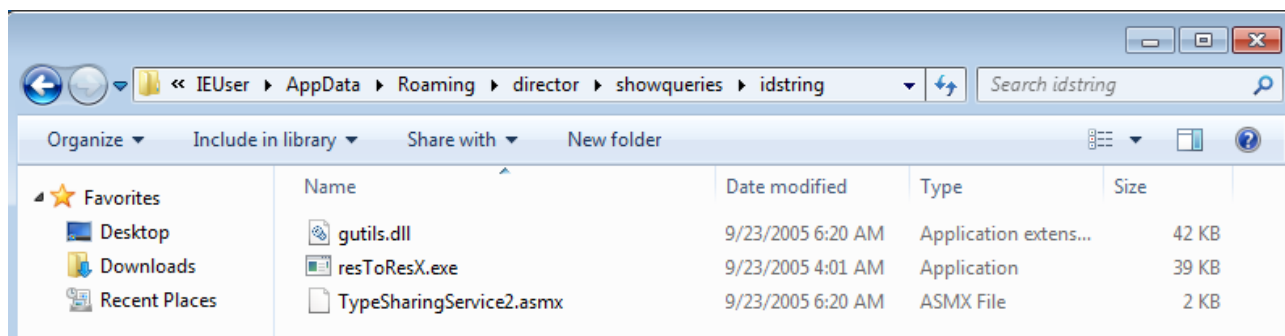 « IEUser ▸ AppData ▸ Roaming ▸ director ▸ showqueries ▸ idstring Search idstring
Organize Include in library Share with New folder
Favorites
Desktop
Downloads
Recent Places
Name Date modified Type Size
gutils.dll 9/23/2005 6:20 AM Application extens... 42 KB
resToResX.exe 9/23/2005 4:01 AM Application 39 KB
TypeSharingService2.asmx 9/23/2005 6:20 AM ASMX File 2 KB